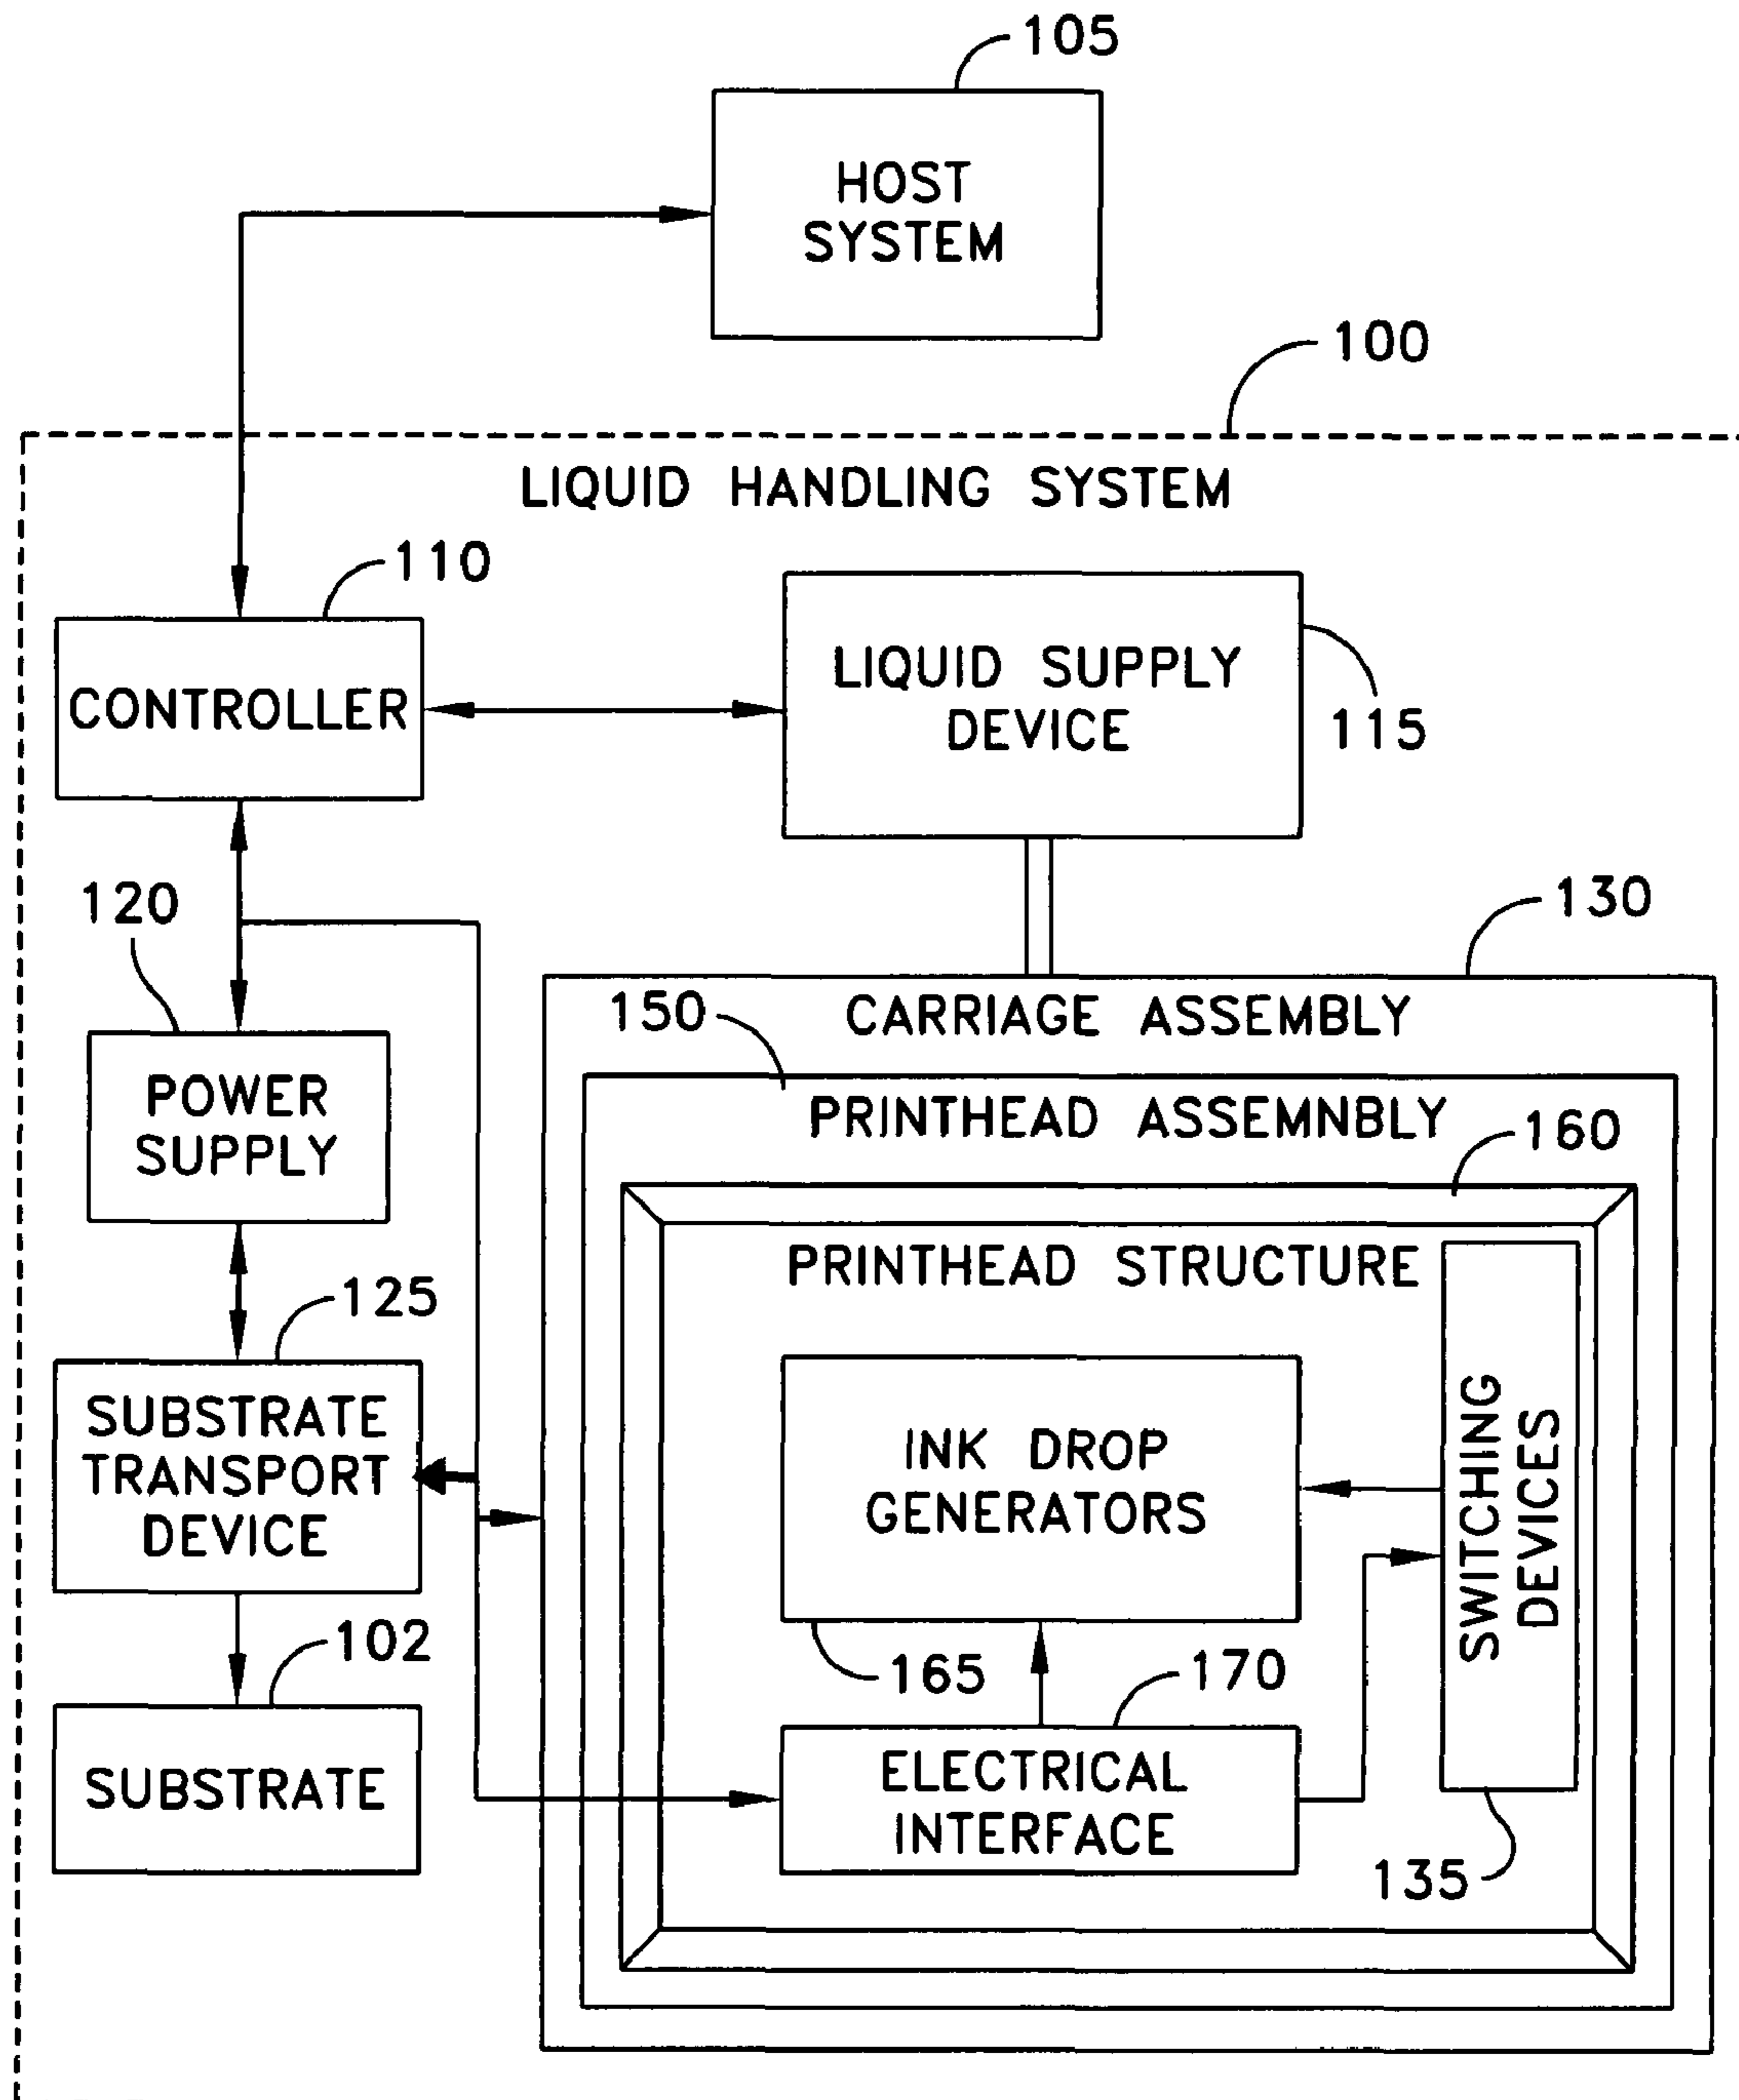 105
HOST
SYSTEM
100
LIQUID HANDLING SYSTEM
110
CONTROLLER
LIQUID SUPPLY
DEVICE
115
120
130
150
CARRIAGE ASSEMBLY
POWER
SUPPLY
PRINTHEAD ASSEMNBLY
160
PRINTHEAD STRUCTURE
125
SUBSTRATE
TRANSPORT
DEVICE
INK DROP
GENERATORS
SWITCHING
DEVICES
102
165
170
SUBSTRATE
ELECTRICAL
INTERFACE
135